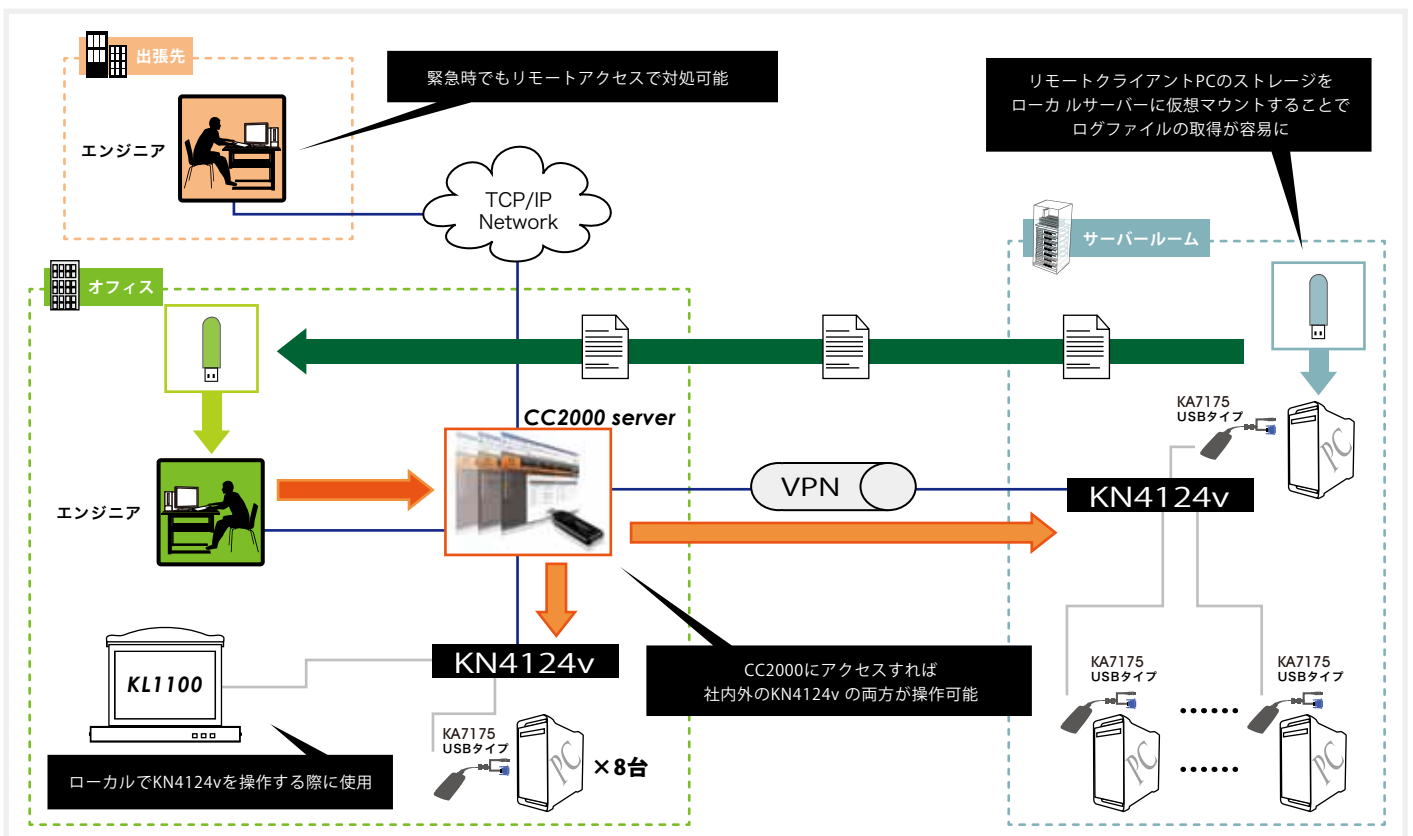 出張先
緊急時でもリモートアクセスで対処可能
リモートクライアントPCのストレージを
ローカ ルサーバーに仮想マウントすることで
ログファイルの取得が容易に
エンジニア
TCP/IP
Network
サーバールーム
オフィス
CC2000 server
KA7175
USBタイプ
PC
VPN
KN4124v
エンジニア
KN4124v
CC2000にアクセスすれば
社内外のKN4124v の両方が操作可能
KL1100
KA7175
USBタイプ
PC
×8台
KA7175
USBタイプ
KA7175
USBタイプ
······
PC
······
PC
ローカルでKN4124vを操作する際に使用